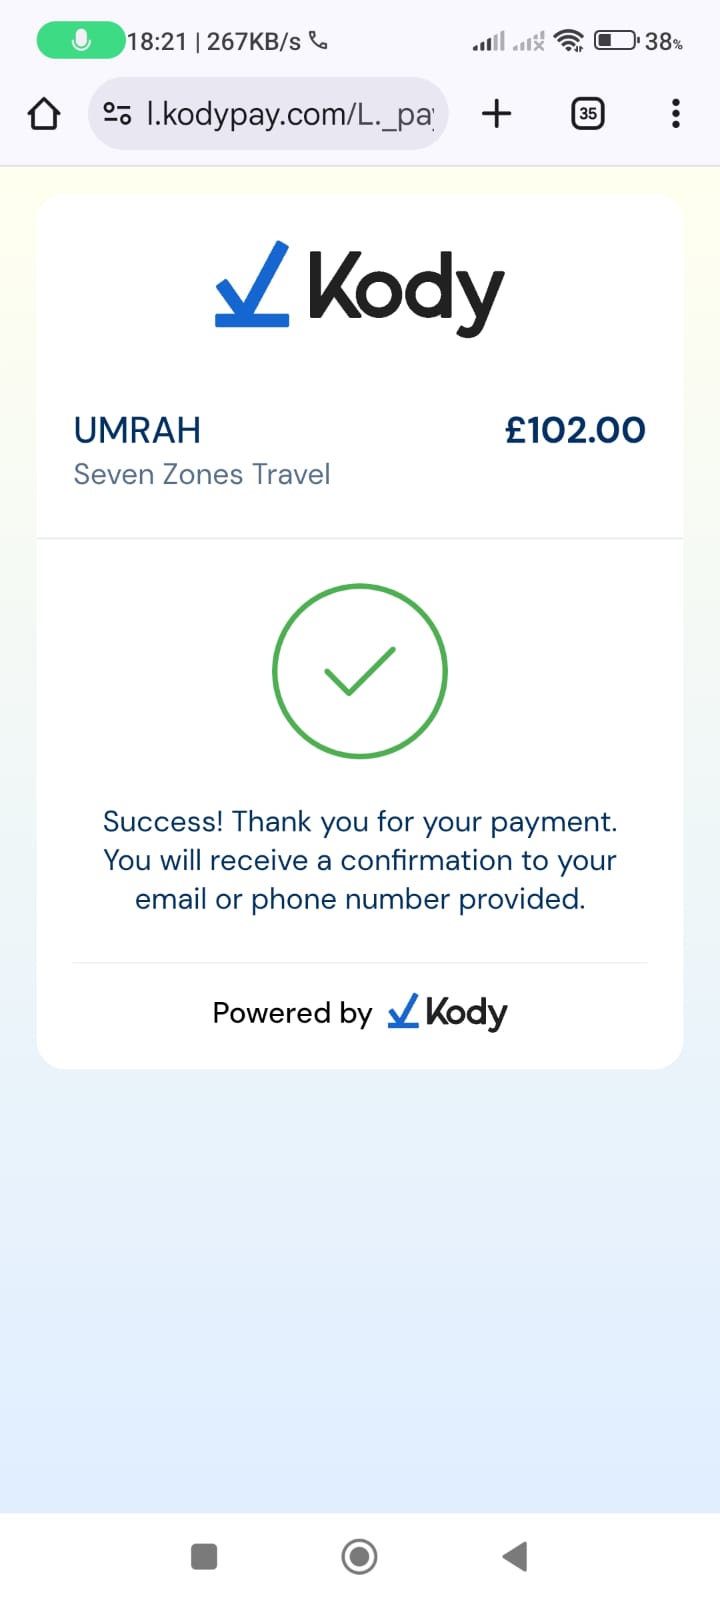 18:21 | 267KB/s 38%
l.kodypay.com/L._pay 35
Kody
UMRAH £102.00
Seven Zones Travel
Success! Thank you for your payment.
You will receive a confirmation to your
email or phone number provided.
Powered by Kody